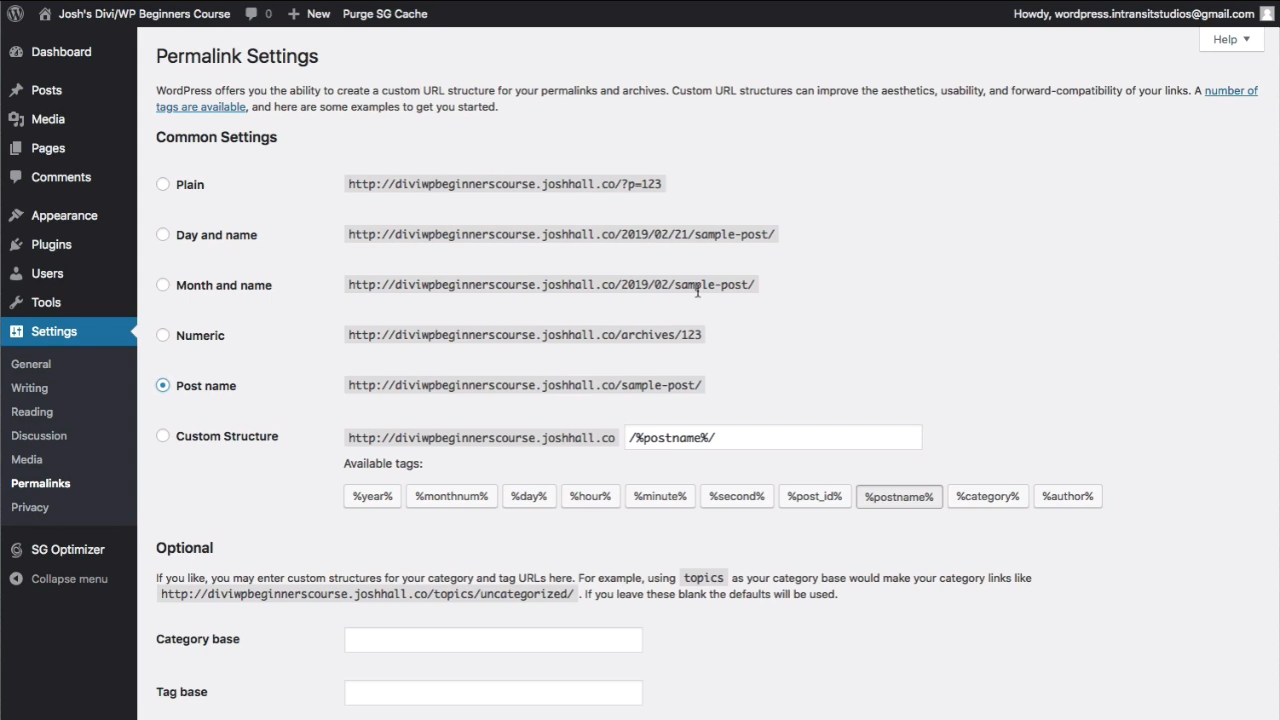 Josh's Divi/WP Beginners Course 0 New Purge SG Cache Howdy, wordpress.intransitstudios@gmail.com
Help
Dashboard
Posts
Media
Pages
Comments
Appearance
Plugins
Users
Tools
Settings
General
Writing
Reading
Discussion
Media
Permalinks
Privacy
SG Optimizer
Collapse menu
Permalink Settings
WordPress offers you the ability to create a custom URL structure for your permalinks and archives. Custom URL structures can improve the aesthetics, usability, and forward-compatibility of your links. A number of
tags are available, and here are some examples to get you started.
Common Settings
Plain http://diviwpbeginnerscourse.joshhall.co/?p=123
Day and name http://diviwpbeginnerscourse.joshhall.co/2019/02/21/sample-post/
Month and name http://diviwpbeginnerscourse.joshhall.co/2019/02/sample-post/
Numeric http://diviwpbeginnerscourse.joshhall.co/archives/123
Post name http://diviwpbeginnerscourse.joshhall.co/sample-post/
Custom Structure http://diviwpbeginnerscourse.joshhall.co /%postname%/
Available tags:
%year% %monthnum% %day% %hour% %minute% %second% %post_id% %postname% %category% %author%
Optional
If you like, you may enter custom structures for your category and tag URLs here. For example, using topics as your category base would make your category links like
http://diviwpbeginnerscourse.joshhall.co/topics/uncategorized/ . If you leave these blank the defaults will be used.
Category base
Tag base